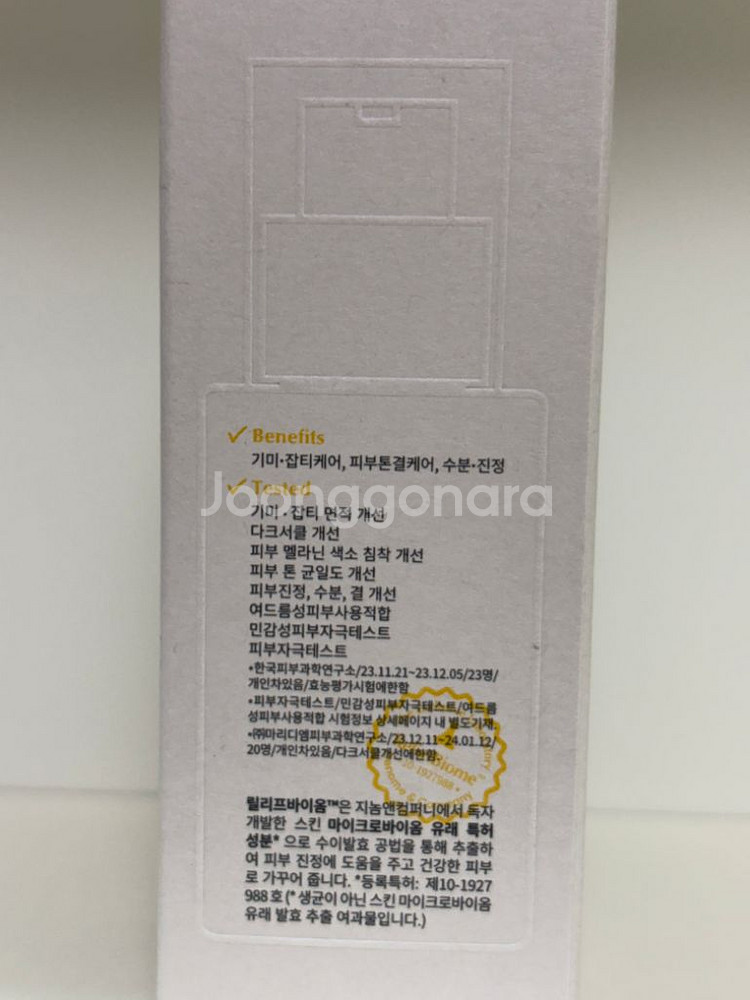 Benefits
기미·잡티케어, 피부톤결케어, 수분·진정
Tested
Joonggonara
기미·잡티 면적 개선
다크서클 개선
피부 멜라닌 색소 침착 개선
피부 톤 균일도 개선
피부진정, 수분, 결 개선
여드름성피부사용적합
민감성피부자극테스트
피부자극테스트
•한국피부과학연구소/23.11.21~23.12.05/23명/
개인차있음/효능평가시험에한함
•피부자극테스트/민감성피부자극테스트/여드름
성피부사용적합 시험정보 상세페이지 내 별도기재.
•㈜마리디엠피부과학연구소/23.12.11~24.01.12/
20명/개인차있음/다크서클개선에한함.
Biome
10-1927988
릴리프바이옴™은 지놈앤컴퍼니에서 독자
개발한 스킨 마이크로바이옴 유래 특허
성분* 으로 수이발효 공법을 통해 추출하
여 피부 진정에 도움을 주고 건강한 피부
로 가꾸어 줍니다. *등록특허: 제10-1927
988 호 (* 생균이 아닌 스킨 마이크로바이옴
유래 발효 추출 여과물입니다.)